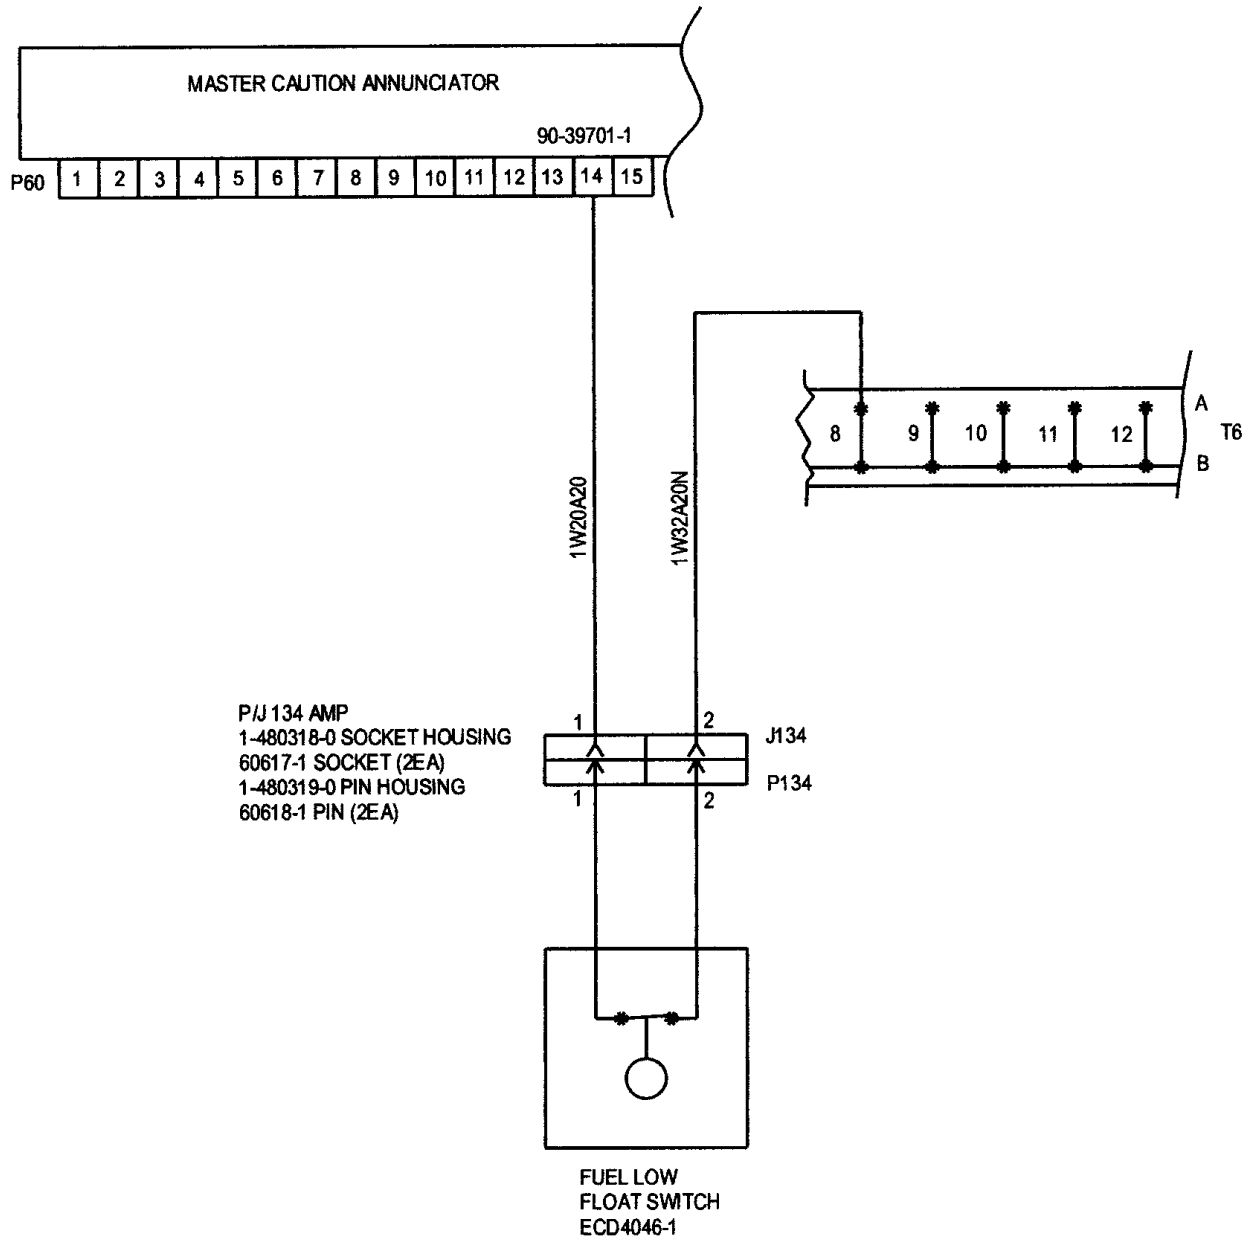 MASTER CAUTION ANNUNCIATOR
90-39701-1
P60 1 2 3 4 5 6 7 8 9 10 11 12 13 14 15
A
8 9 10 11 12 T6
B
1W20A20
1W32A20N
P/J 134 AMP
1-480318-0 SOCKET HOUSING
60617-1 SOCKET (2EA)
1-480319-0 PIN HOUSING
60618-1 PIN (2EA)
1 2 J134
1 2 P134
FUEL LOW
FLOAT SWITCH
ECD4046-1